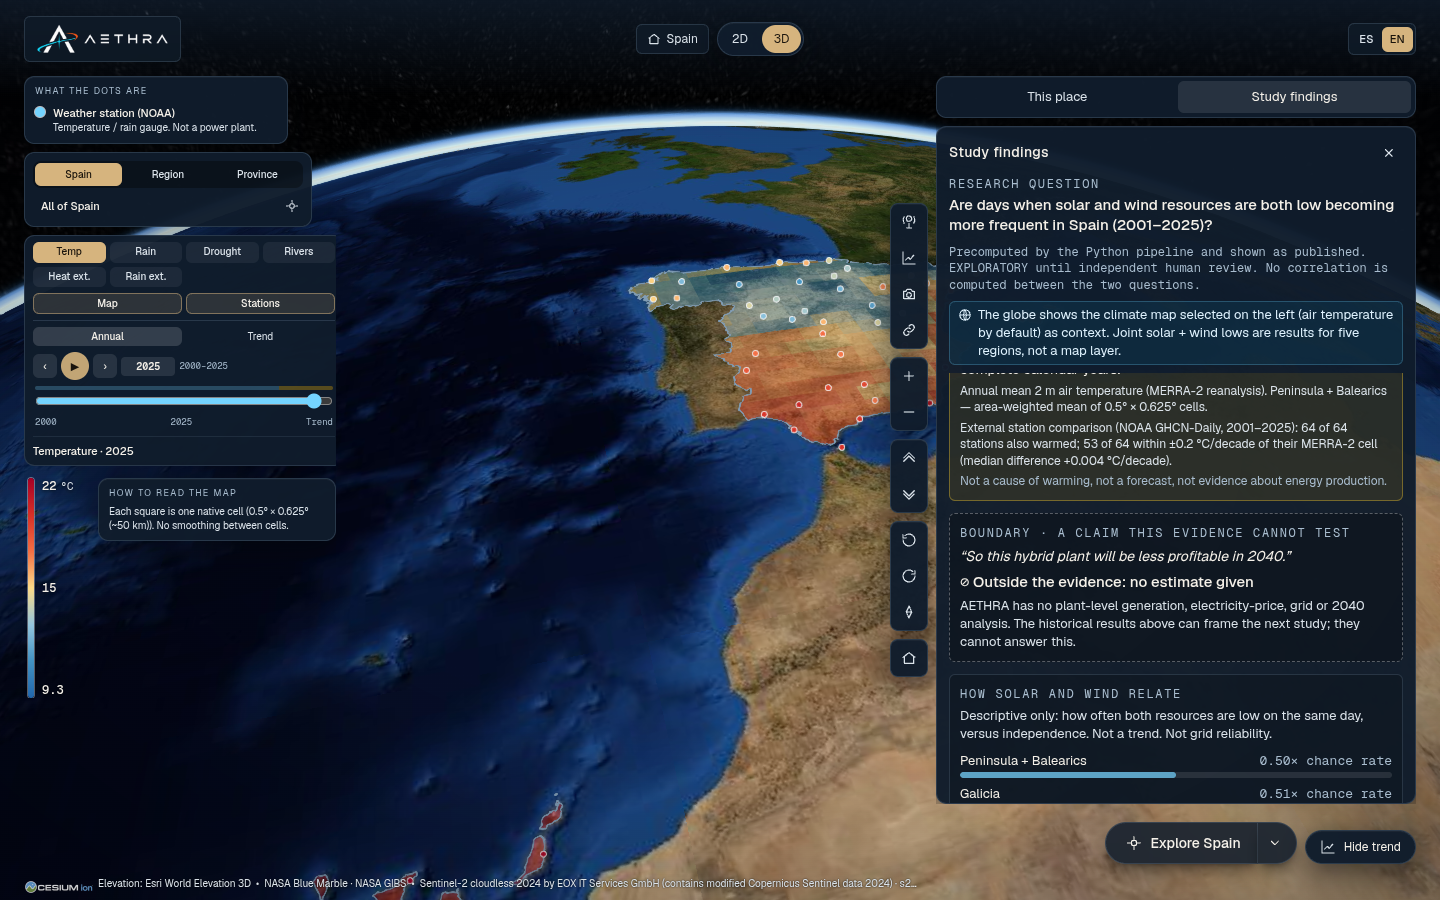 AETHRA
Spain
2D
3D
ES
EN
WHAT THE DOTS ARE
Weather station (NOAA)
Temperature / rain gauge. Not a power plant.
Spain
Region
Province
All of Spain
Temp
Rain
Drought
Rivers
Heat ext.
Rain ext.
Map
Stations
Annual
Trend
2025
2000–2025
2000
2025
Trend
Temperature · 2025
22 °C
15
9.3
HOW TO READ THE MAP
Each square is one native cell (0.5° × 0.625°
(~50 km)). No smoothing between cells.
This place
Study findings
Study findings
RESEARCH QUESTION
Are days when solar and wind resources are both low becoming
more frequent in Spain (2001–2025)?
Precomputed by the Python pipeline and shown as published.
EXPLORATORY until independent human review. No correlation is
computed between the two questions.
The globe shows the climate map selected on the left (air temperature
by default) as context. Joint solar + wind lows are results for five
regions, not a map layer.
complete calendar years.
Annual mean 2 m air temperature (MERRA-2 reanalysis). Peninsula + Balearics
— area-weighted mean of 0.5° × 0.625° cells.
External station comparison (NOAA GHCN-Daily, 2001–2025): 64 of 64
stations also warmed; 53 of 64 within ±0.2 °C/decade of their MERRA-2 cell
(median difference +0.004 °C/decade).
Not a cause of warming, not a forecast, not evidence about energy production.
BOUNDARY · A CLAIM THIS EVIDENCE CANNOT TEST
“So this hybrid plant will be less profitable in 2040.”
⊘ Outside the evidence: no estimate given
AETHRA has no plant-level generation, electricity-price, grid or 2040
analysis. The historical results above can frame the next study; they
cannot answer this.
HOW SOLAR AND WIND RELATE
Descriptive only: how often both resources are low on the same day,
versus independence. Not a trend. Not grid reliability.
Peninsula + Balearics
0.50× chance rate
Galicia
0.51× chance rate
Explore Spain
Hide trend
CESIUM ion
Elevation: Esri World Elevation 3D • NASA Blue Marble · NASA GIBS • Sentinel-2 cloudless 2024 by EOX IT Services GmbH (contains modified Copernicus Sentinel data 2024) · s2...